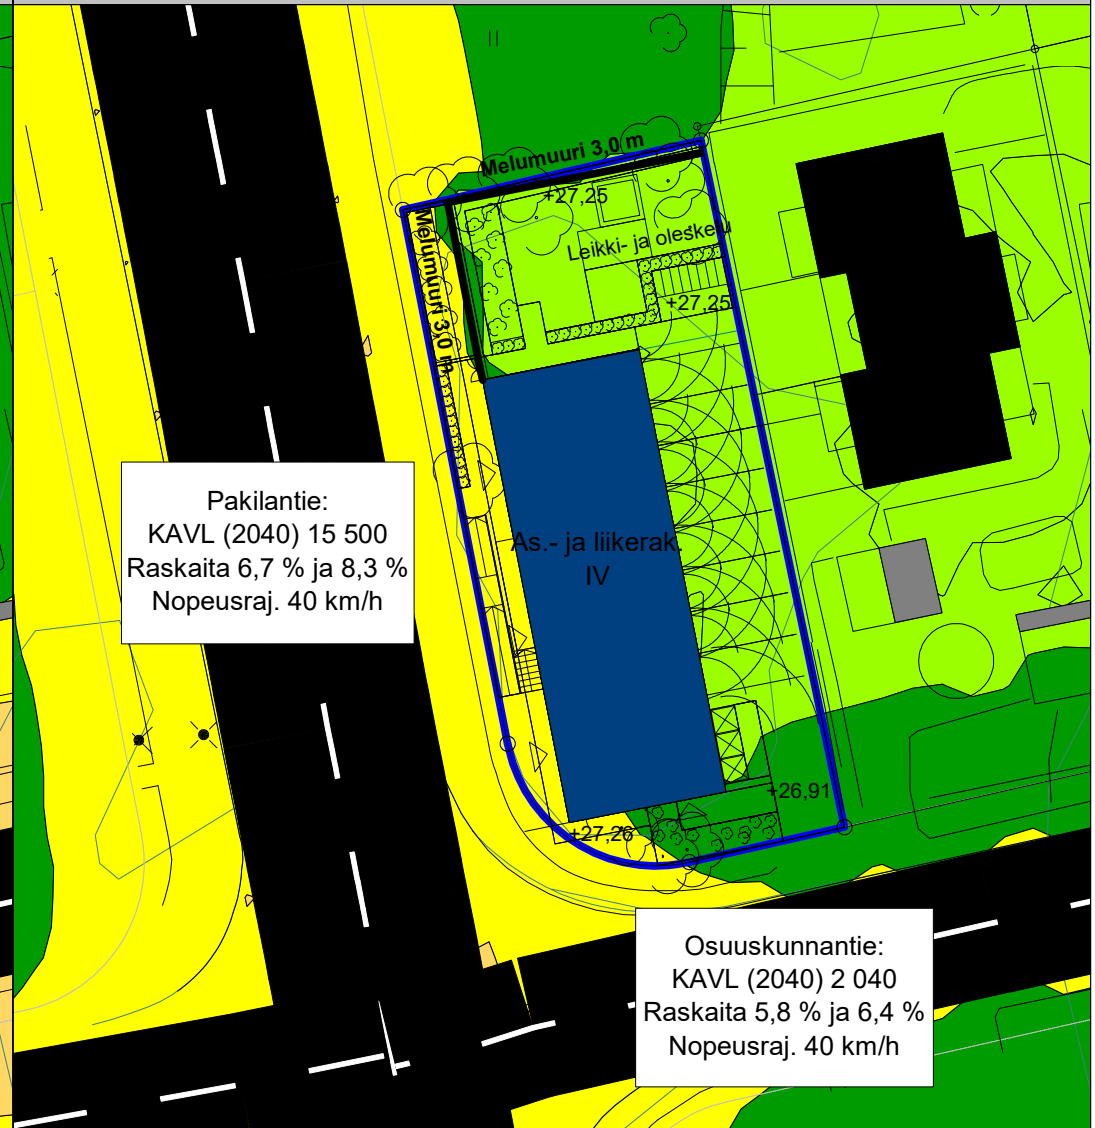 Melumuuri 3,0 m
+27,25
Melumuuri 3,0 m
Leikki- ja oleskelu
+27,25
Pakilantie:
KAVL (2040) 15 500
Raskaita 6,7 % ja 8,3 %
Nopeusraj. 40 km/h
As.- ja liikerak.
IV
+26,91
+27,26
Osuuskunnantie:
KAVL (2040) 2 040
Raskaita 5,8 % ja 6,4 %
Nopeusraj. 40 km/h